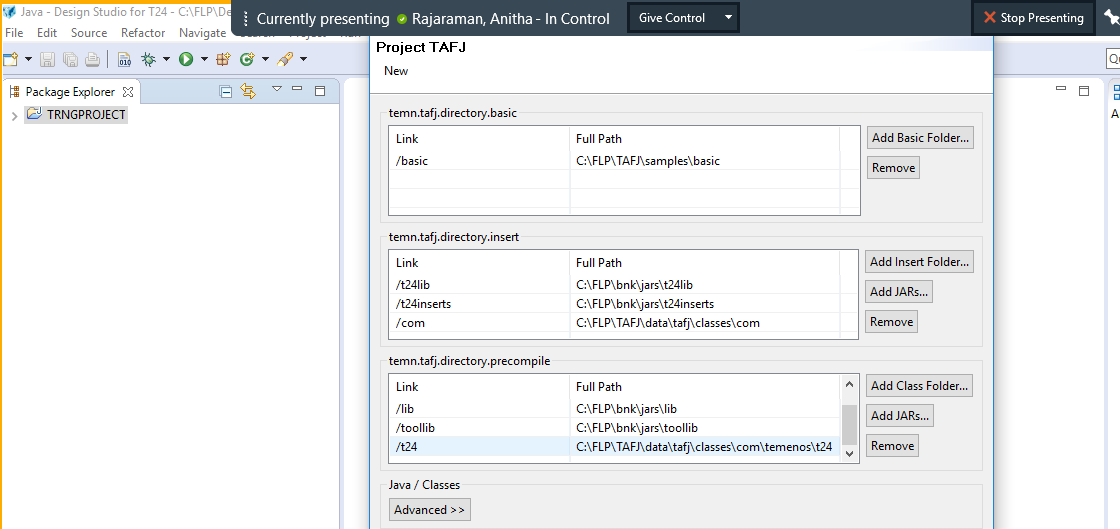 Java - Design Studio for T24 - C:\FLP\De
Currently presenting Rajaraman, Anitha - In Control Give Control Stop Presenting
File Edit Source Refactor Navigate
Project TAFJ
New
Package Explorer
TRNGPROJECT
temn.tafj.directory.basic
Link Full Path
/basic C:\FLP\TAFJ\samples\basic
Add Basic Folder...
Remove
temn.tafj.directory.insert
Link Full Path
/t24lib C:\FLP\bnk\jars\t24lib
/t24inserts C:\FLP\bnk\jars\t24inserts
/com C:\FLP\TAFJ\data\tafj\classes\com
Add Insert Folder...
Add JARs...
Remove
temn.tafj.directory.precompile
Link Full Path
/lib C:\FLP\bnk\jars\lib
/toollib C:\FLP\bnk\jars\toollib
/t24 C:\FLP\TAFJ\data\tafj\classes\com\temenos\t24
Add Class Folder...
Add JARs...
Remove
Java / Classes
Advanced >>